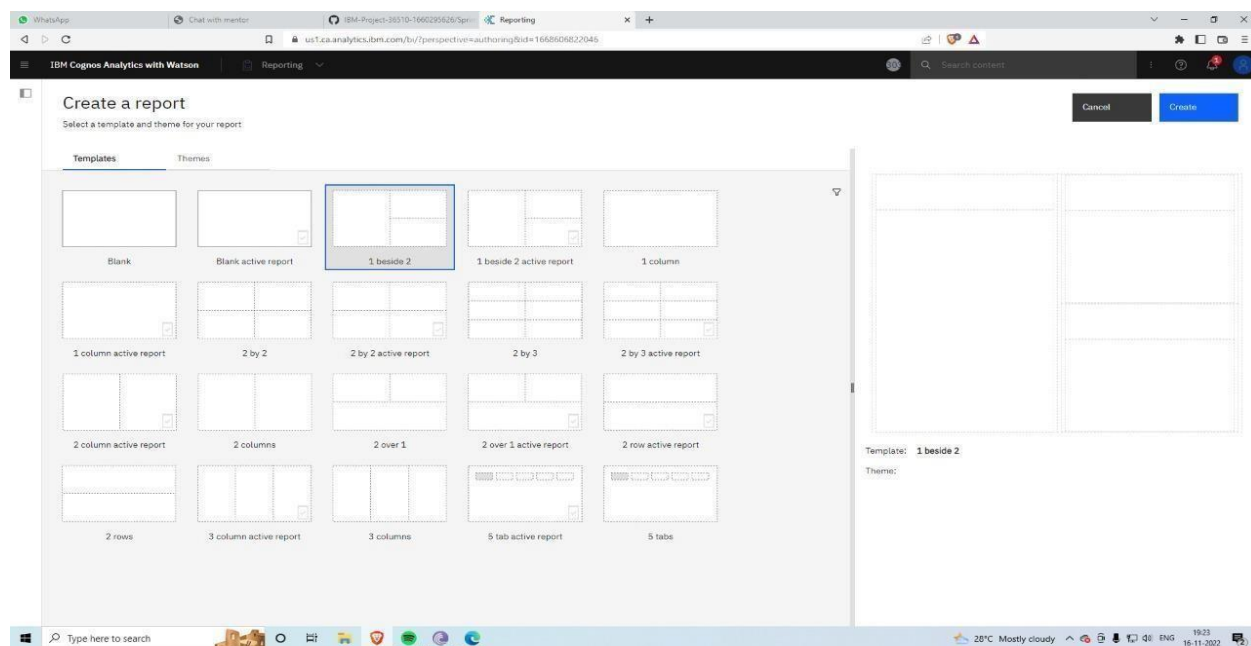 WhatsApp
Chat with mentor
IBM-Project-36510-1660295626/Spri
Reporting
us1.ca.analytics.ibm.com/bi/?perspective=authoring&id=1668606822046
IBM Cognos Analytics with Watson
Reporting
Search content
1
Create a report
Select a template and theme for your report
Cancel
Create
Templates
Themes
Blank
Blank active report
1 beside 2
1 beside 2 active report
1 column
1 column active report
2 by 2
2 by 2 active report
2 by 3
2 by 3 active report
2 column active report
2 columns
2 over 1
2 over 1 active report
2 row active report
2 rows
3 column active report
3 columns
5 tab active report
5 tabs
Template: 1 beside 2
Theme:
Type here to search
28°C Mostly cloudy
ENG
19:23
16-11-2022